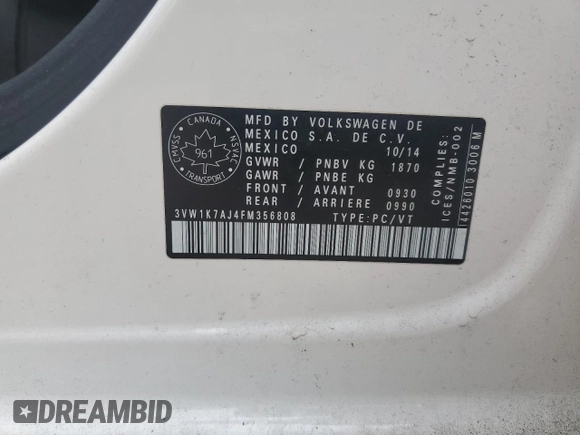 CANADA
CMVSS
961
NSVAC
TRANSPORT
MFD BY VOLKSWAGEN DE
MEXICO S.A. DE C.V.
MEXICO 10/14
GVWR / PNBV KG 1870
GAWR / PNBE KG
FRONT / AVANT 0930
REAR / ARRIERE 0990
3VW1K7AJ4FM356808 TYPE:PC/VT
COMPLIES:
ICES/NMB-002
14426010 3006 M
DREAMBID